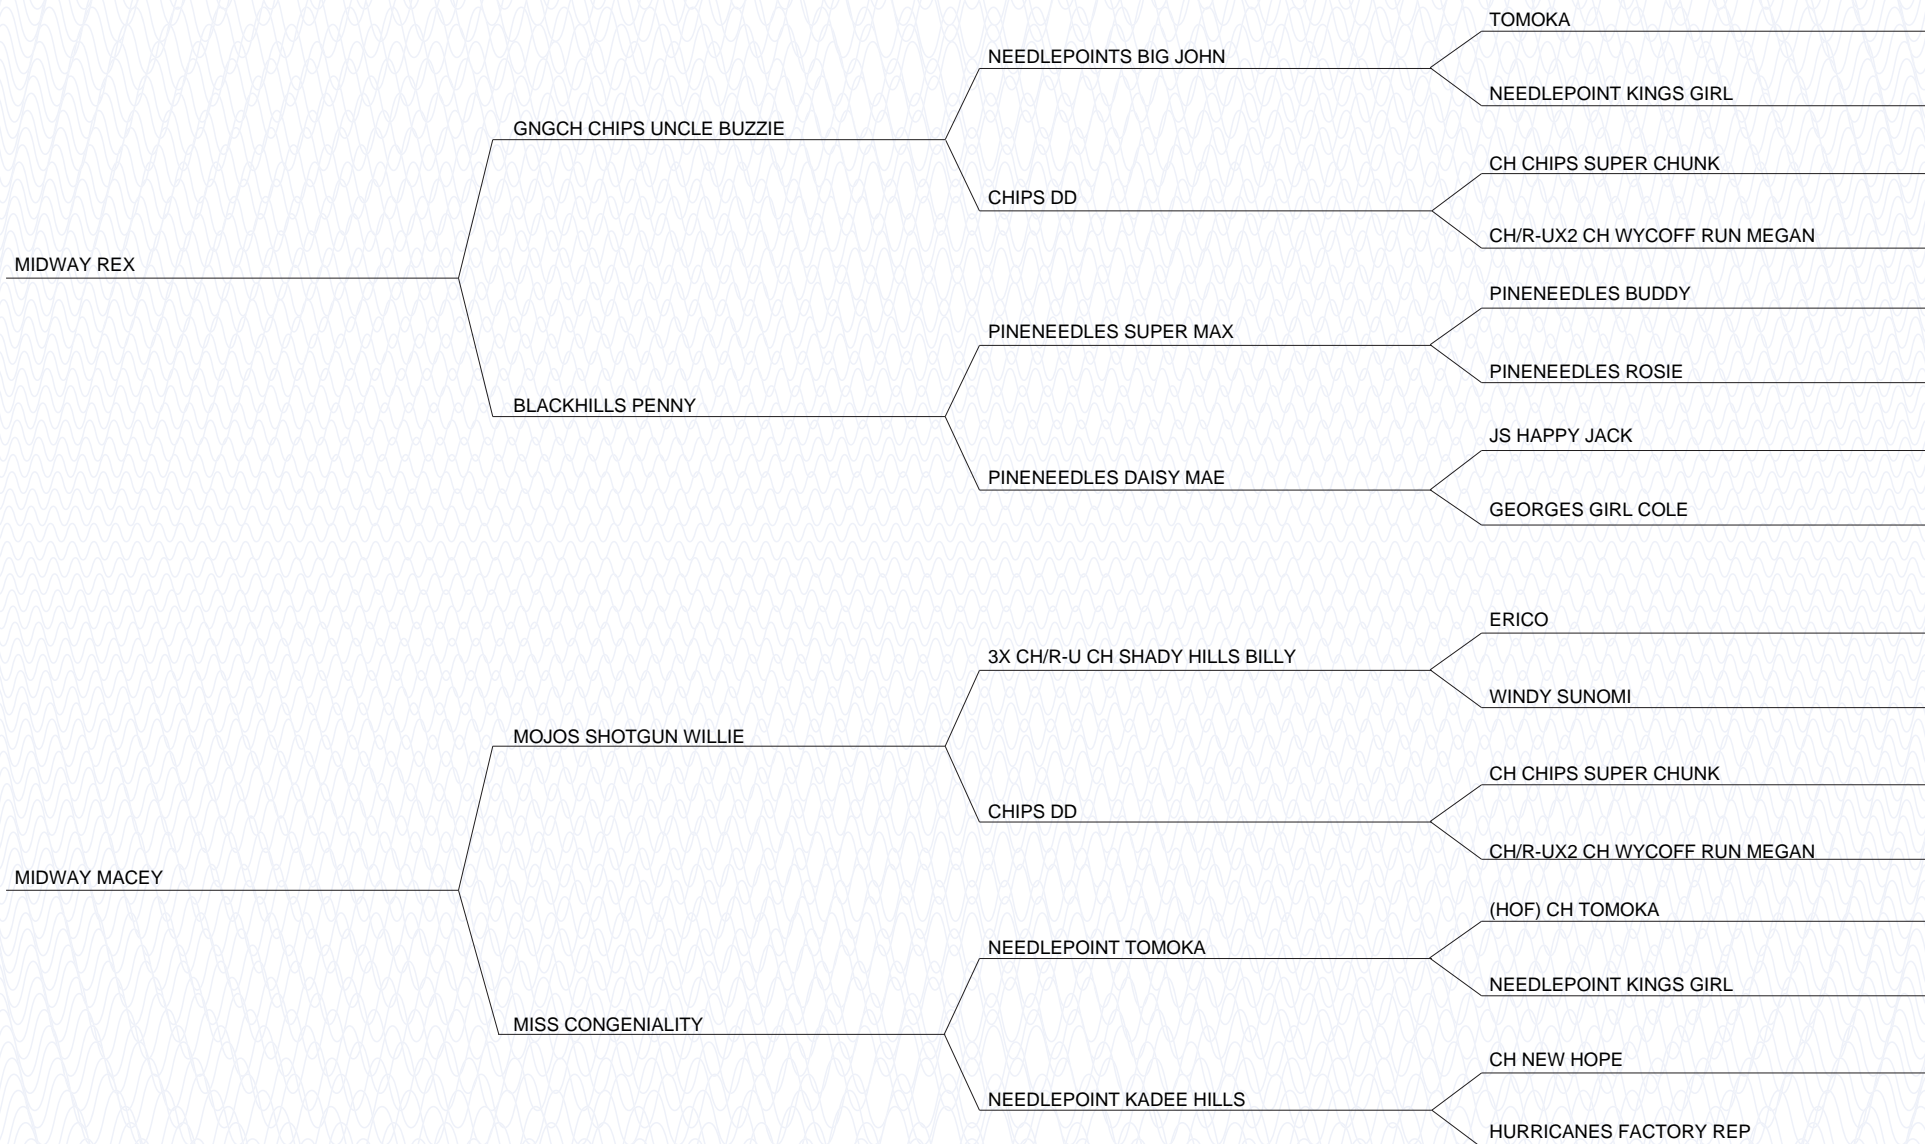 TOMOKA
NEEDLEPOINTS BIG JOHN
NEEDLEPOINT KINGS GIRL
GNGCH CHIPS UNCLE BUZZIE
CH CHIPS SUPER CHUNK
CHIPS DD
CH/R-UX2 CH WYCOFF RUN MEGAN
MIDWAY REX
PINENEEDLES BUDDY
PINENEEDLES SUPER MAX
PINENEEDLES ROSIE
BLACKHILLS PENNY
JS HAPPY JACK
PINENEEDLES DAISY MAE
GEORGES GIRL COLE
ERICO
3X CH/R-U CH SHADY HILLS BILLY
WINDY SUNOMI
MOJOS SHOTGUN WILLIE
CH CHIPS SUPER CHUNK
CHIPS DD
CH/R-UX2 CH WYCOFF RUN MEGAN
MIDWAY MACEY
(HOF) CH TOMOKA
NEEDLEPOINT TOMOKA
NEEDLEPOINT KINGS GIRL
MISS CONGENIALITY
CH NEW HOPE
NEEDLEPOINT KADEE HILLS
HURRICANES FACTORY REP